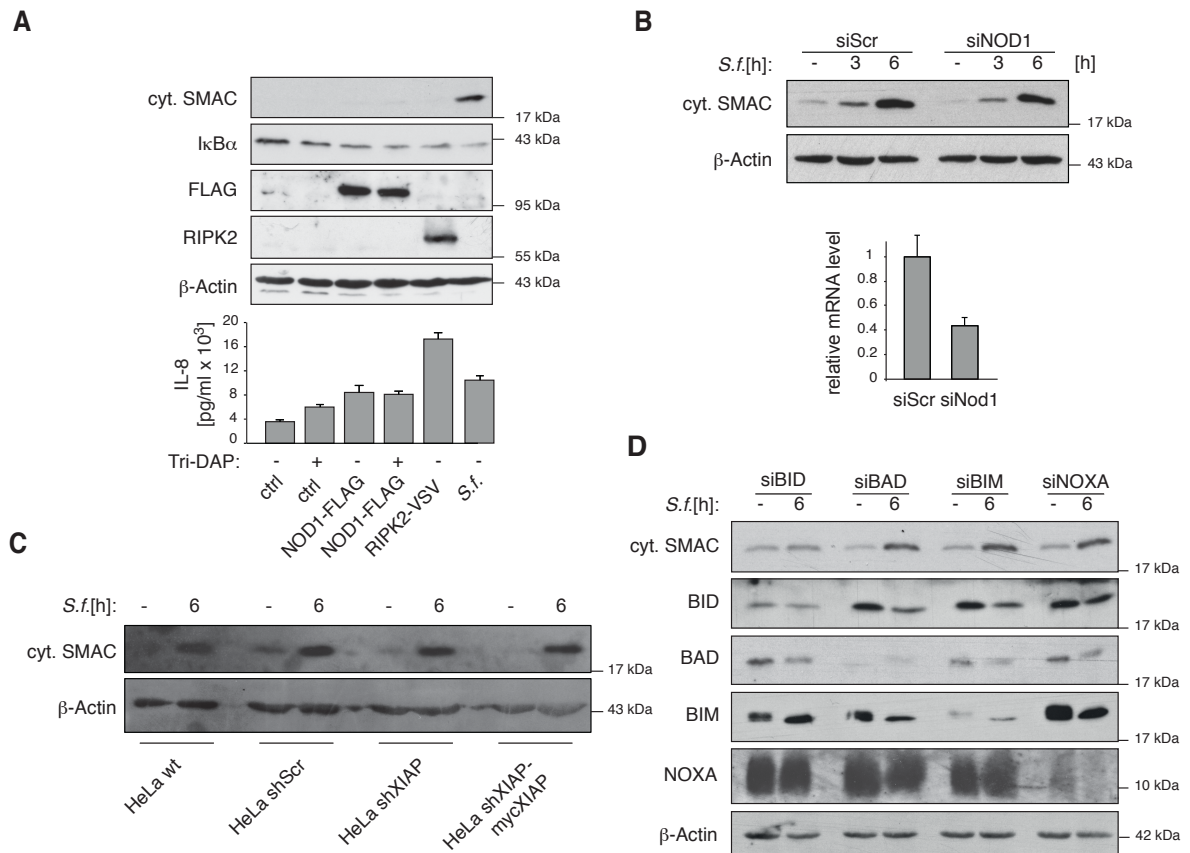 A
cyt. SMAC
17 kDa
IκBα
43 kDa
FLAG
95 kDa
RIPK2
55 kDa
β-Actin
43 kDa
IL-8
[pg/ml x 10³]
20
16
12
8
4
0
Tri-DAP: - + - + - -
ctrl
ctrl
NOD1-FLAG
NOD1-FLAG
RIPK2-VSV
S.f.
B
siScr siNOD1
S.f.[h]: - 3 6 - 3 6 [h]
cyt. SMAC
17 kDa
β-Actin
43 kDa
relative mRNA level
1
0.8
0.6
0.4
0.2
0
siScr siNod1
C
S.f.[h]: - 6 - 6 - 6 - 6
cyt. SMAC
17 kDa
β-Actin
43 kDa
HeLa wt
HeLa shScr
HeLa shXIAP
HeLa shXIAP-
mycXIAP
D
siBID siBAD siBIM siNOXA
S.f.[h]: - 6 - 6 - 6 - 6
cyt. SMAC
17 kDa
BID
17 kDa
BAD
17 kDa
BIM
17 kDa
NOXA
10 kDa
β-Actin
42 kDa